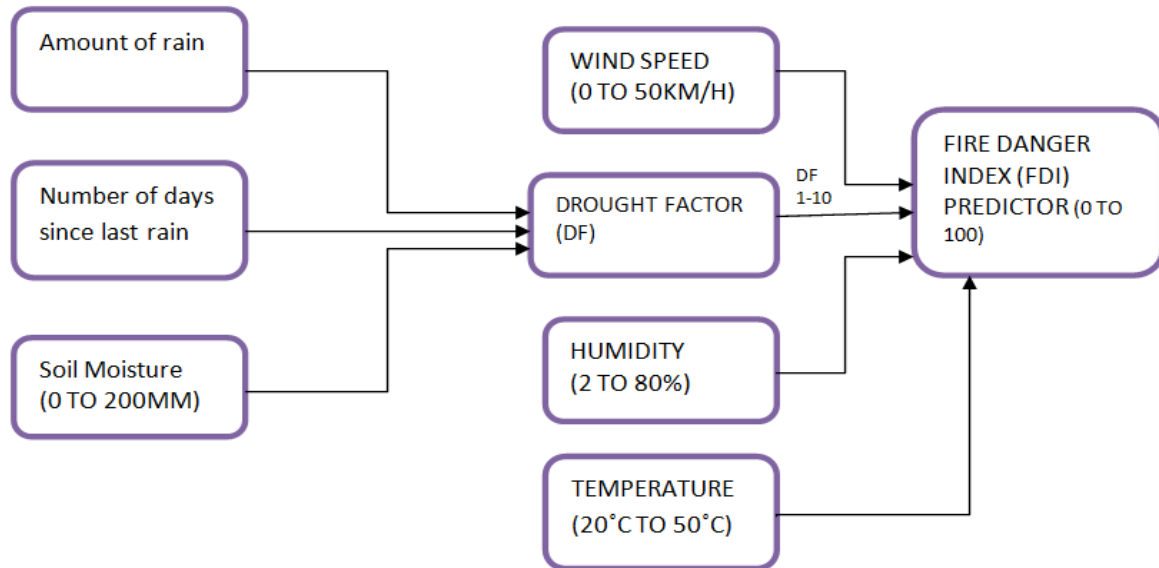 Amount of rain
Number of days
since last rain
Soil Moisture
(0 TO 200MM)
WIND SPEED
(0 TO 50KM/H)
DROUGHT FACTOR
(DF)
DF
1-10
HUMIDITY
(2 TO 80%)
TEMPERATURE
(20˚C TO 50˚C)
FIRE DANGER
INDEX (FDI)
PREDICTOR (0 TO
100)